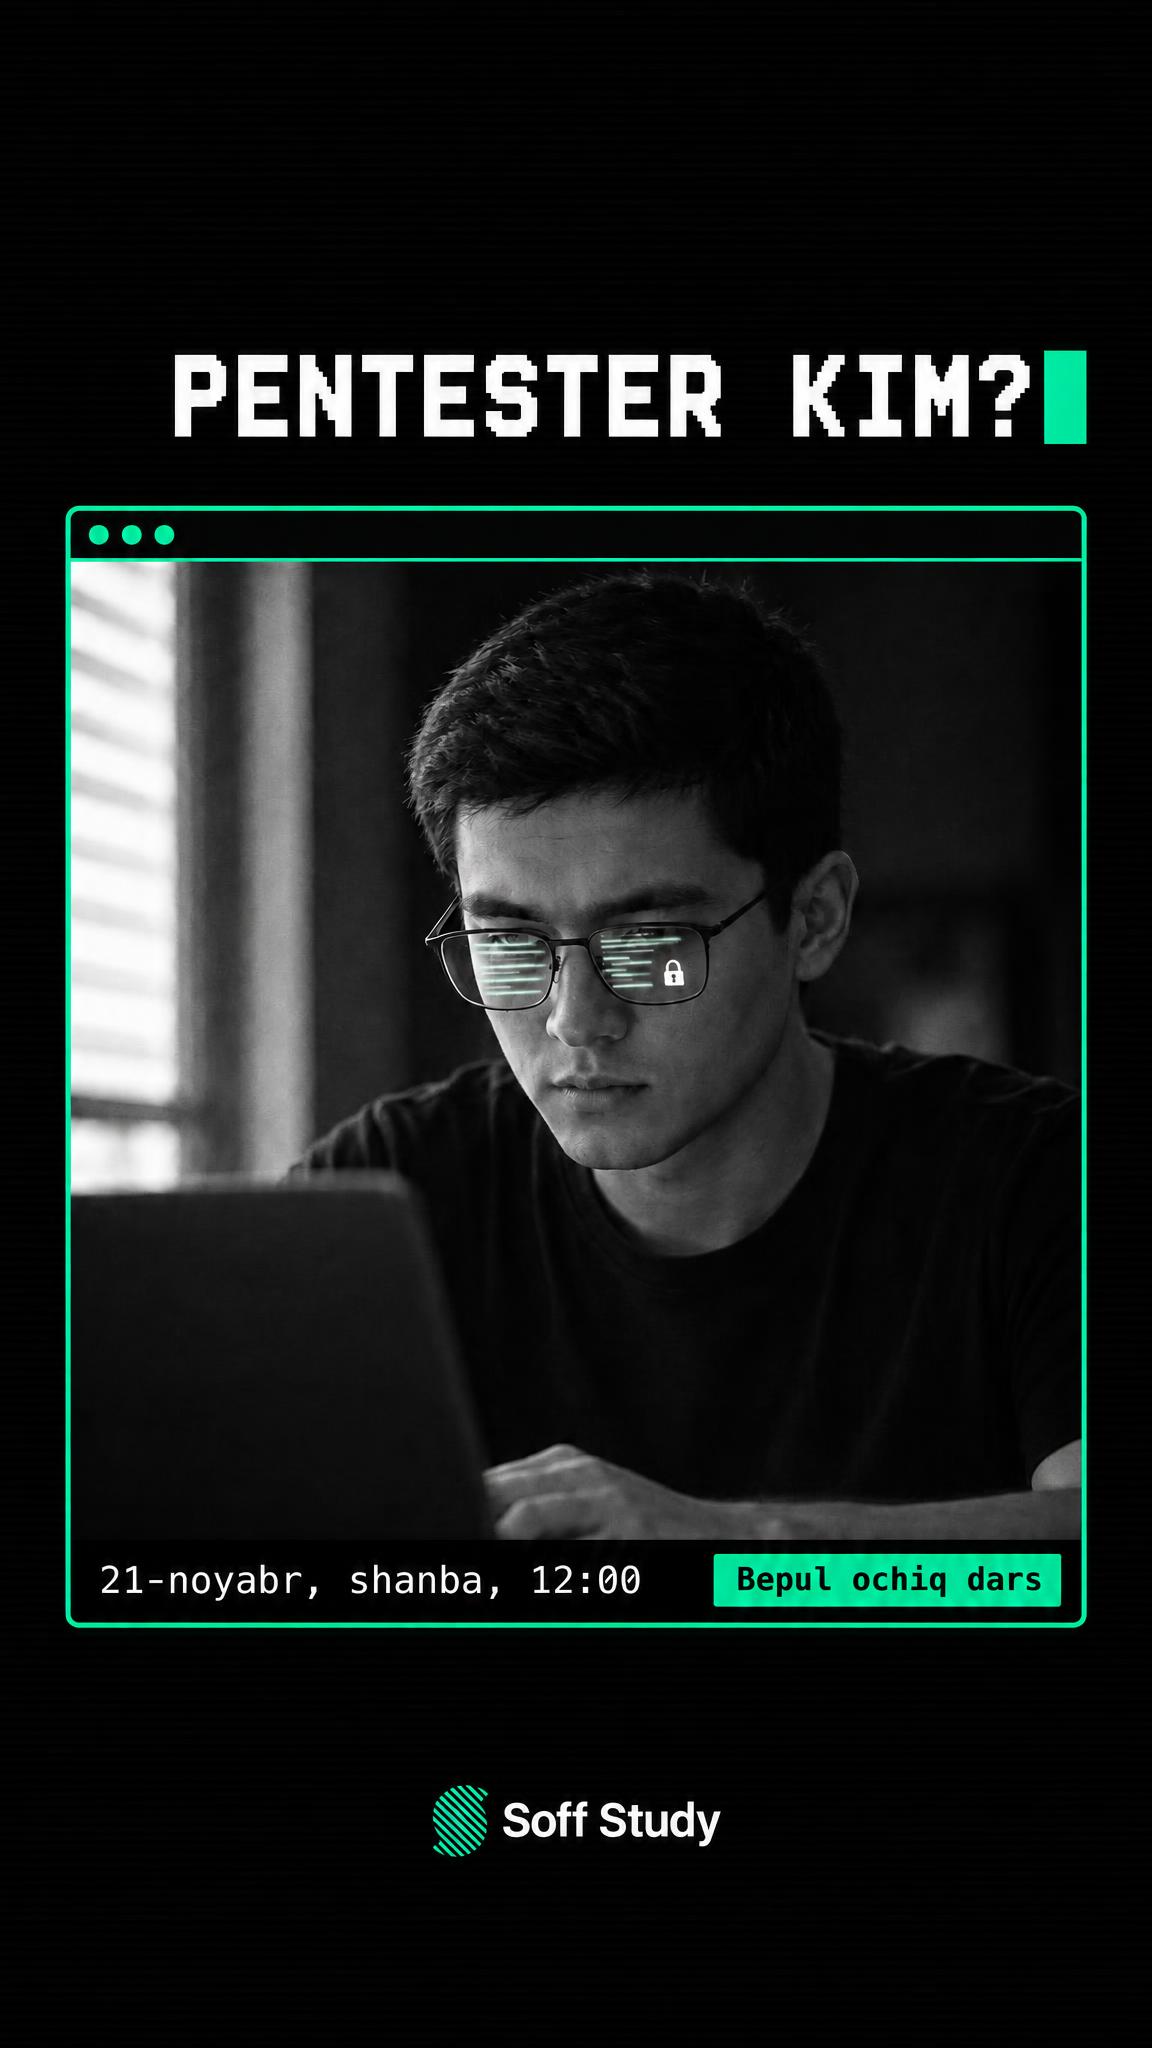 PENTESTER KIM?
21-noyabr, shanba, 12:00
Bepul ochiq dars
Soff Study